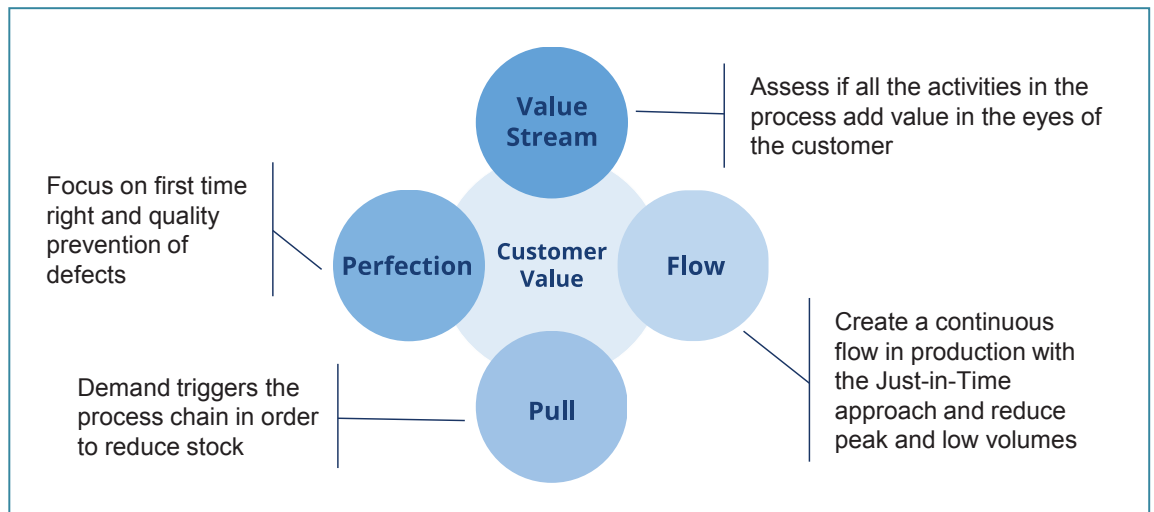 Value
Stream
Assess if all the activities in the
process add value in the eyes of
the customer
Focus on first time
right and quality
prevention of
defects
Perfection
Customer
Value
Flow
Create a continuous
flow in production with
the Just-in-Time
approach and reduce
peak and low volumes
Demand triggers the
process chain in order
to reduce stock
Pull